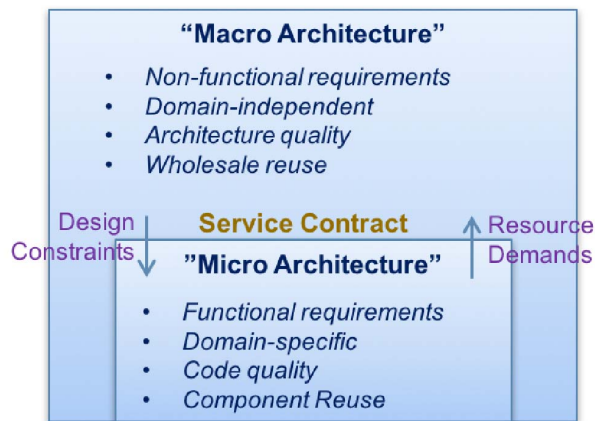 “Macro Architecture”
• Non-functional requirements
• Domain-independent
• Architecture quality
• Wholesale reuse
Design
Constraints
Service Contract
Resource
Demands
”Micro Architecture”
• Functional requirements
• Domain-specific
• Code quality
• Component Reuse